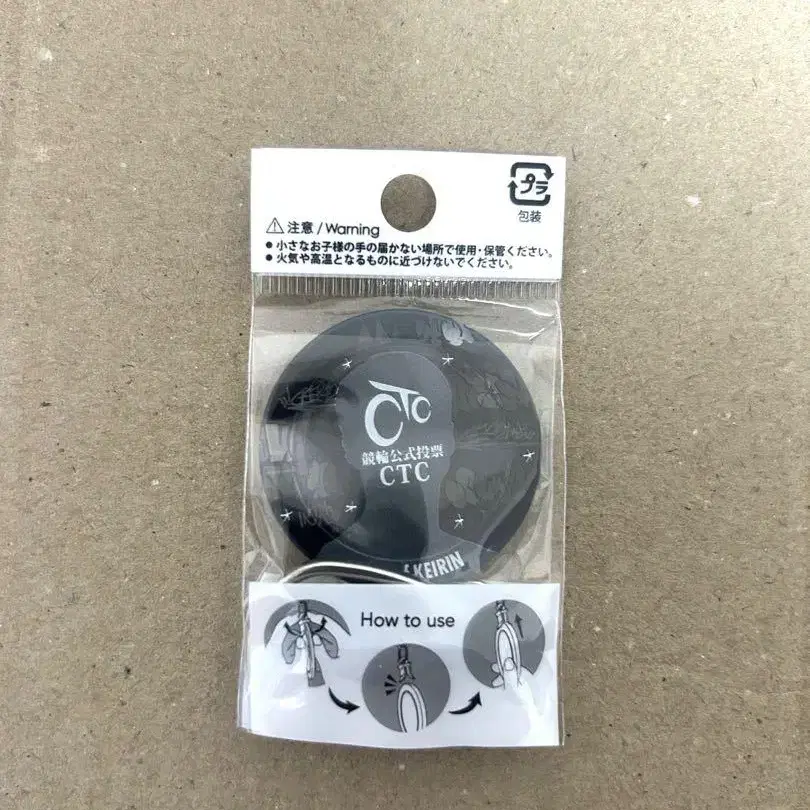 プラ
包装
注意 / Warning
● 小さなお子様の手の届かない場所で使用・保管ください。
● 火気や高温となるものに近づけないでください。
CTC
競輪公式投票
CTC
KEIRIN
How to use